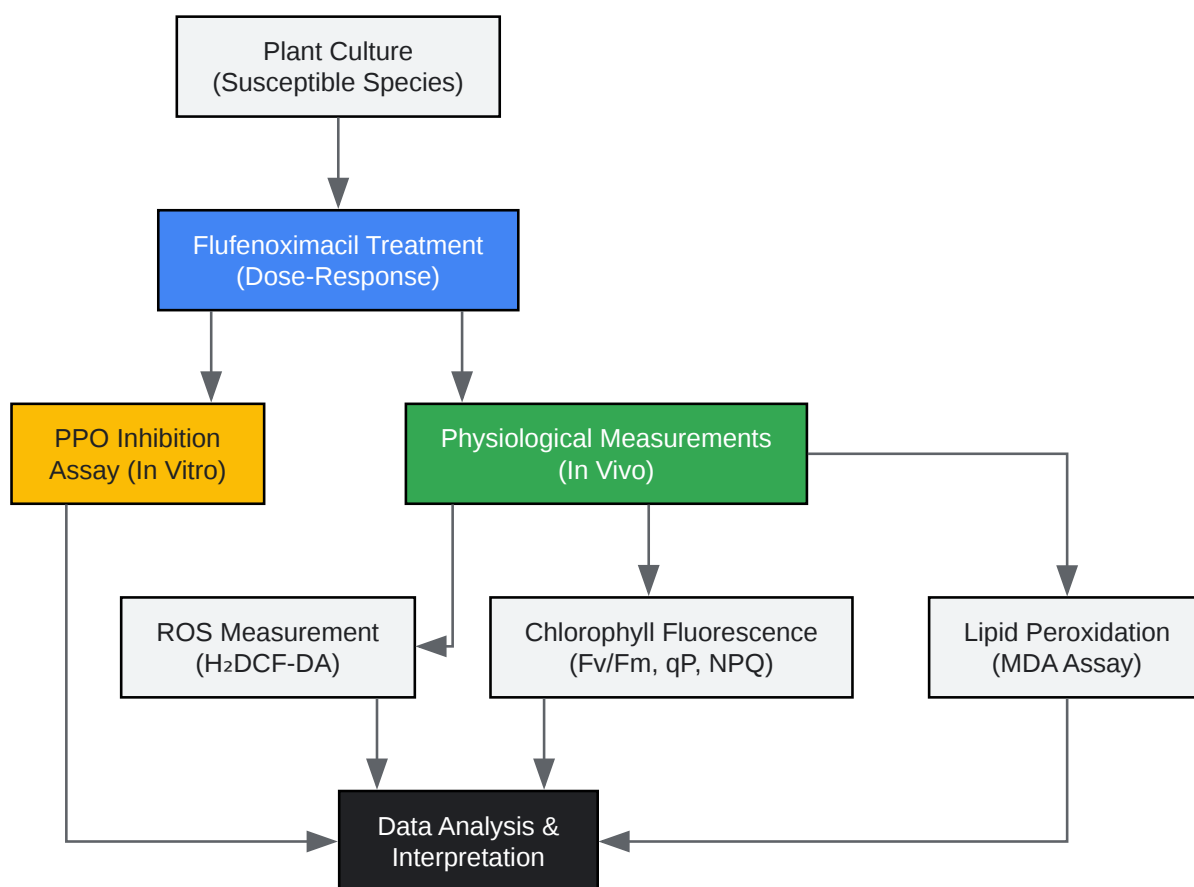 Plant Culture
(Susceptible Species)
Flufenoximacil Treatment
(Dose-Response)
PPO Inhibition
Assay (In Vitro)
Physiological Measurements
(In Vivo)
ROS Measurement
(H₂DCF-DA)
Chlorophyll Fluorescence
(Fv/Fm, qP, NPQ)
Lipid Peroxidation
(MDA Assay)
Data Analysis &
Interpretation